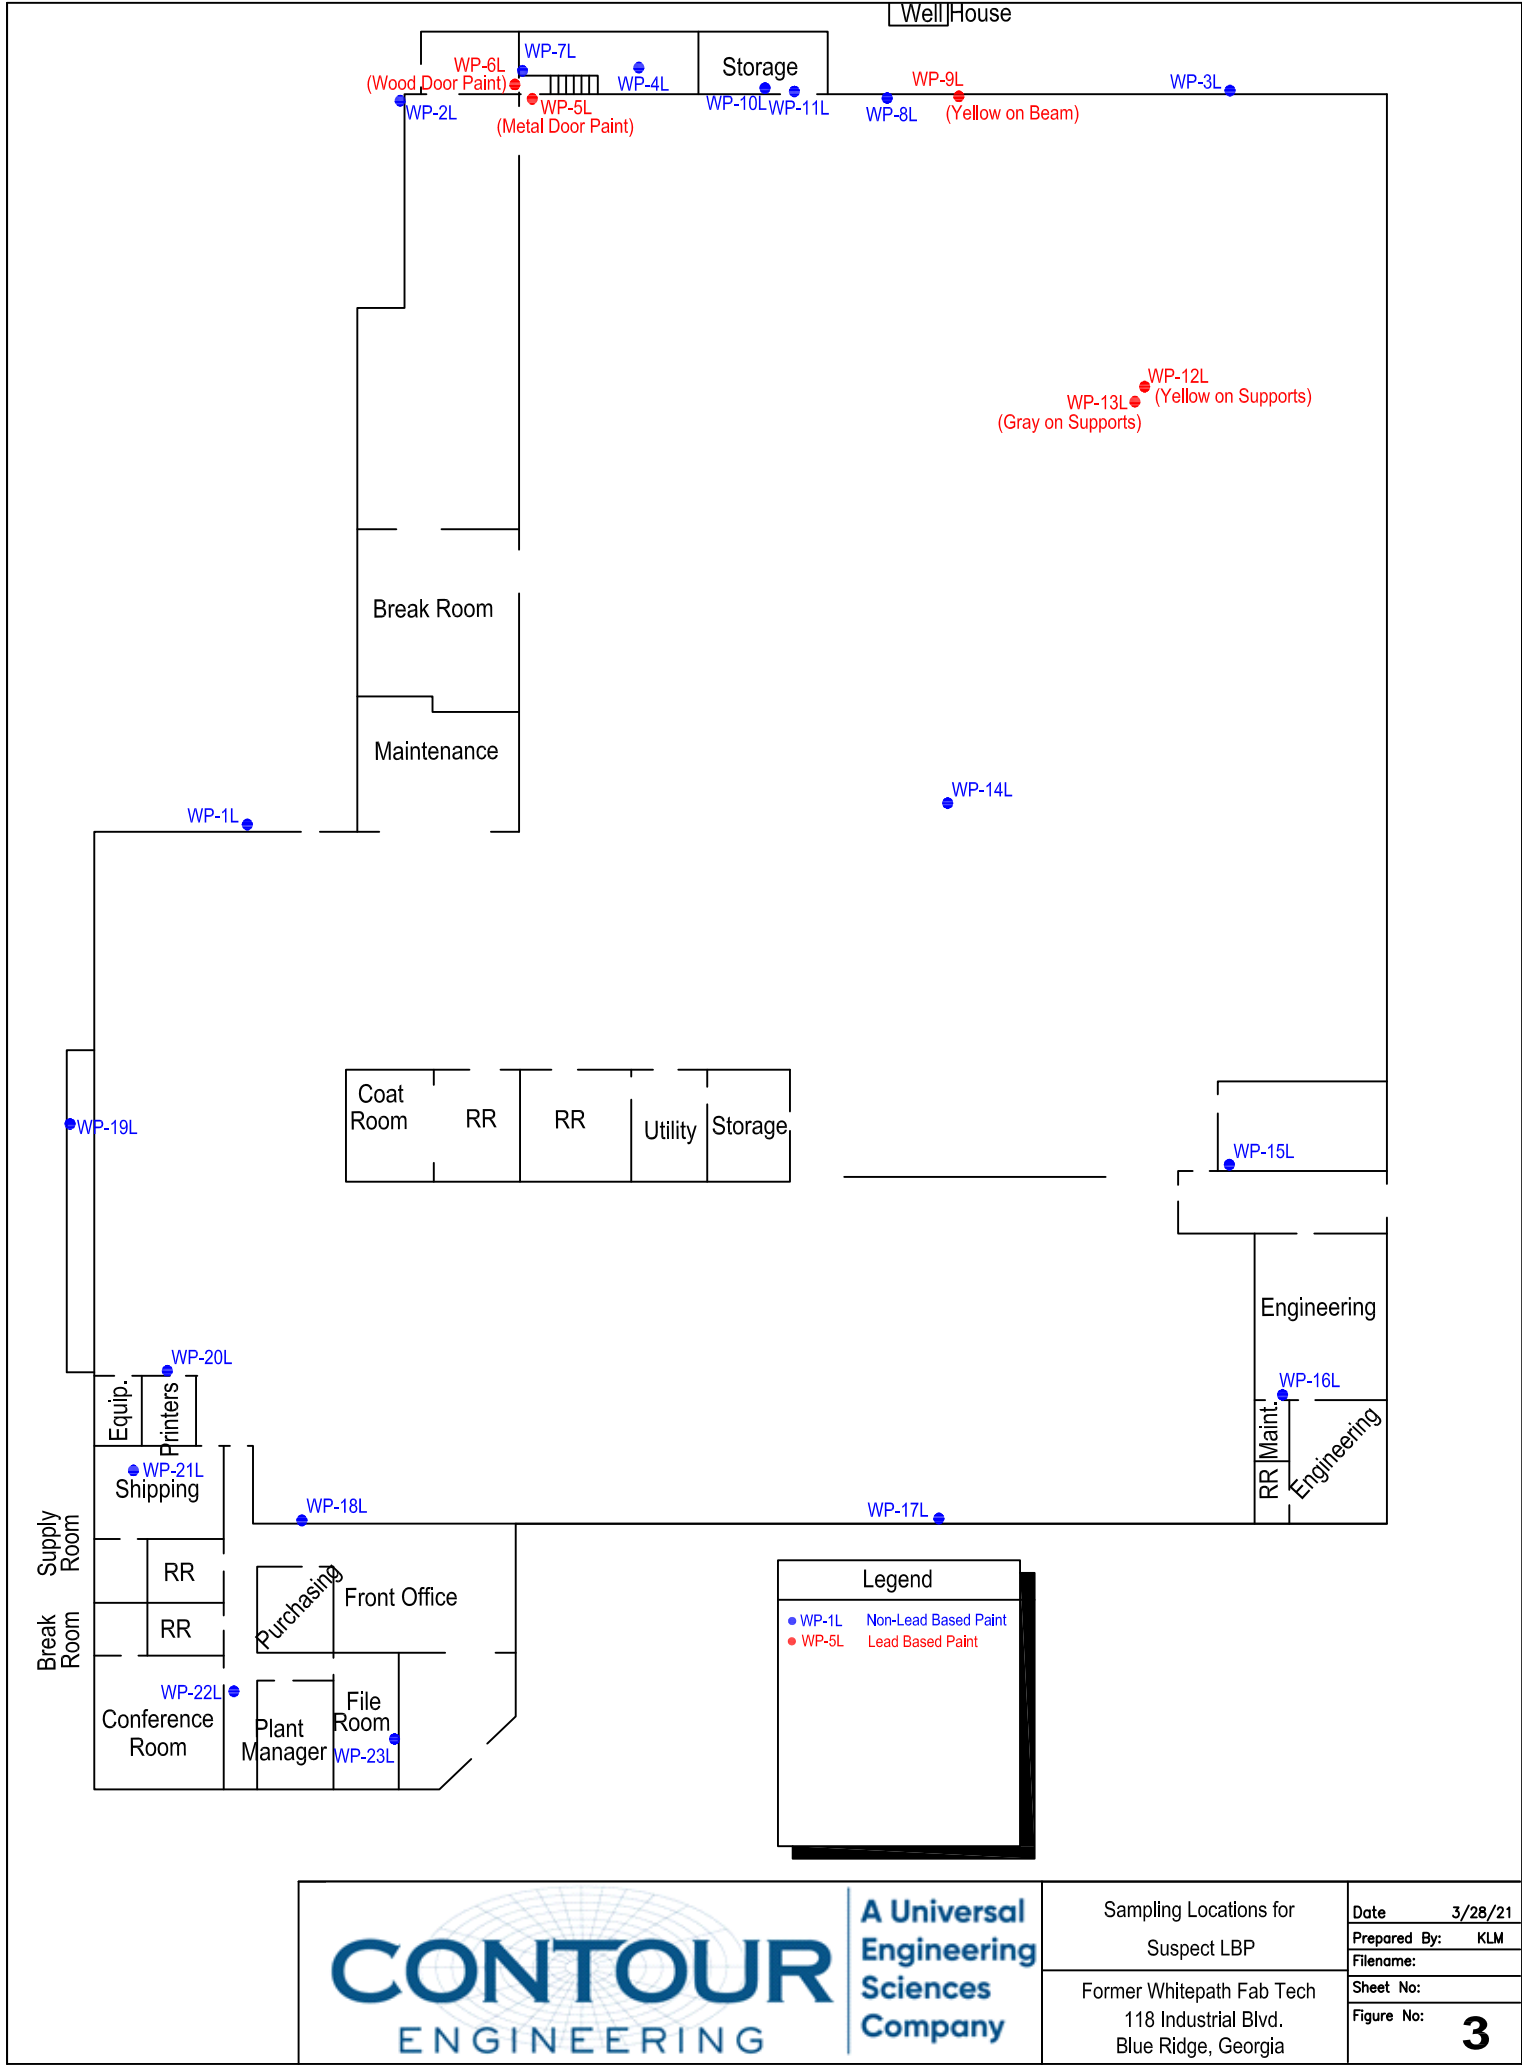 Well House
WP-7L
WP-6L
(Wood Door Paint)
WP-4L
Storage
WP-2L
WP-5L
(Metal Door Paint)
WP-10L
WP-11L
WP-8L
WP-9L
(Yellow on Beam)
WP-3L
WP-12L
(Yellow on Supports)
WP-13L
(Gray on Supports)
Break Room
Maintenance
WP-14L
WP-1L
Coat
Room
RR
RR
Utility
Storage
WP-19L
WP-15L
Engineering
WP-20L
WP-16L
Equip.
Printers
Maint.
RR
Engineering
WP-21L
Shipping
WP-18L
WP-17L
Supply
Room
RR
Purchasing
Front Office
Break
Room
RR
WP-22L
Conference
Room
Plant
Manager
File
Room
WP-23L
Legend
WP-1L Non-Lead Based Paint
WP-5L Lead Based Paint
CONTOUR
ENGINEERING
A Universal
Engineering
Sciences
Company
Sampling Locations for
Suspect LBP
Former Whitepath Fab Tech
118 Industrial Blvd.
Blue Ridge, Georgia
Date 3/28/21
Prepared By: KLM
Filename:
Sheet No:
Figure No: 3